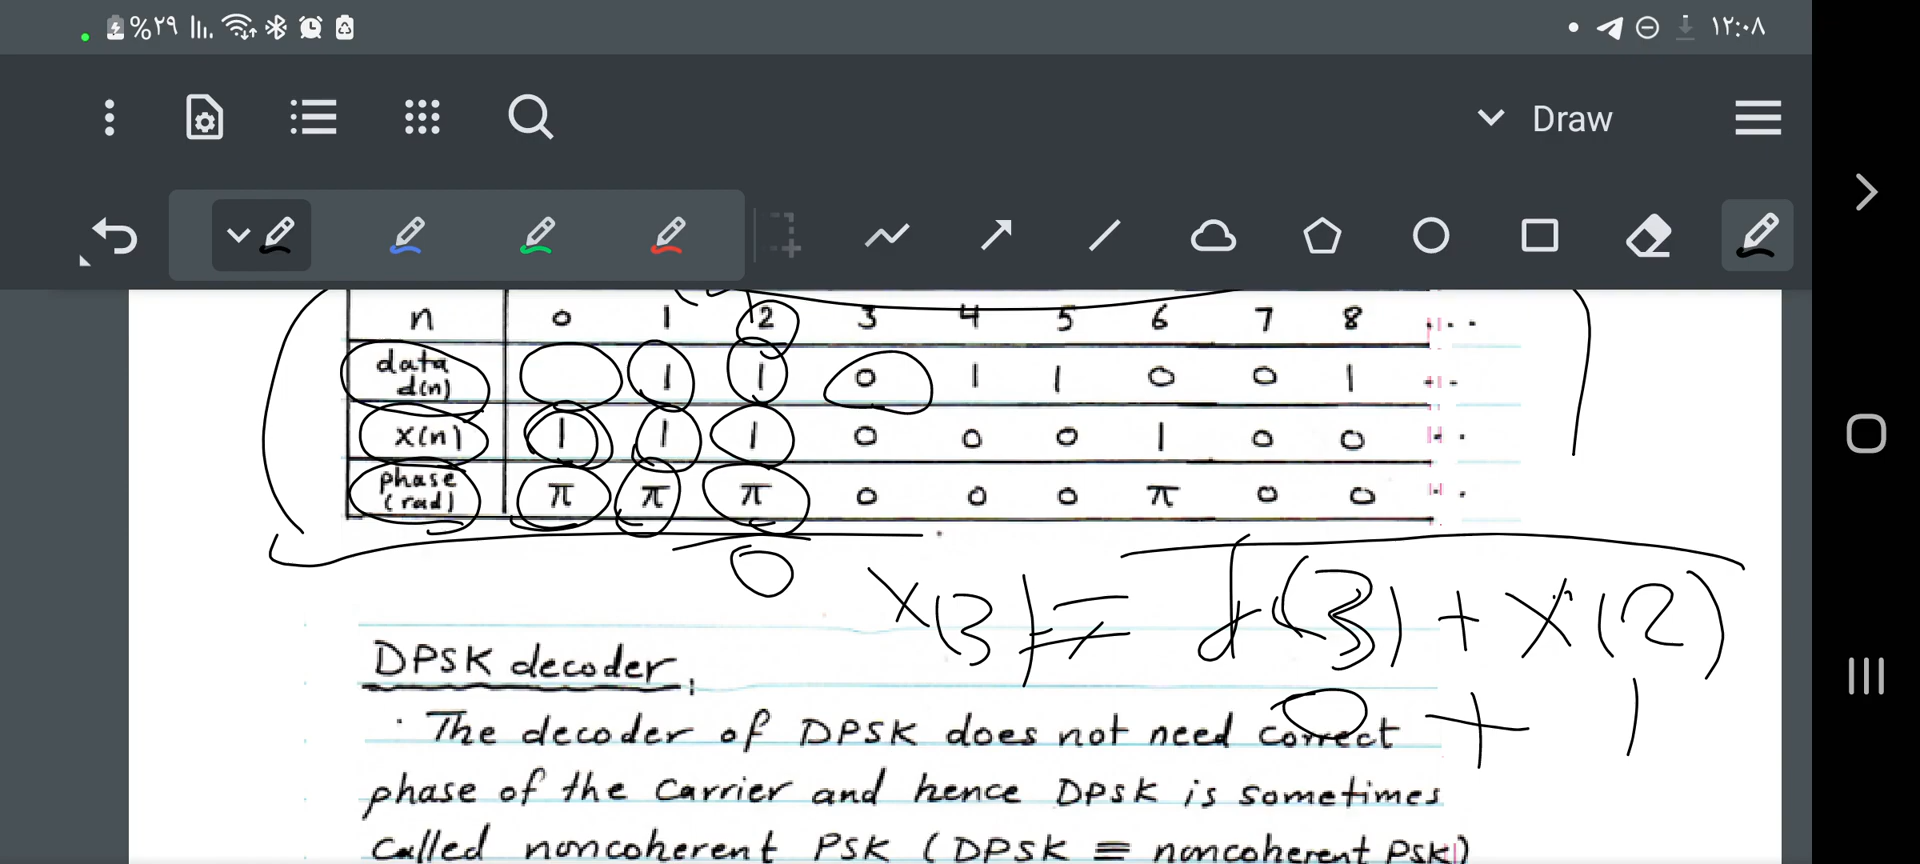 %٢٩ ١٢:٠٨
Draw
n 0 1 2 3 4 5 6 7 8 ...
data d(n) 1 1 0 1 1 0 0 1 ...
x(n) 1 1 1 0 0 0 1 0 0 ..
phase (rad) π π π 0 0 0 π 0 0 ..
0
x(3) = d(3) + x(2)
0 + 1
DPSK decoder
The decoder of DPSK does not need correct
phase of the carrier and hence DPSK is sometimes
called noncoherent PSK (DPSK ≡ noncoherent PSK)